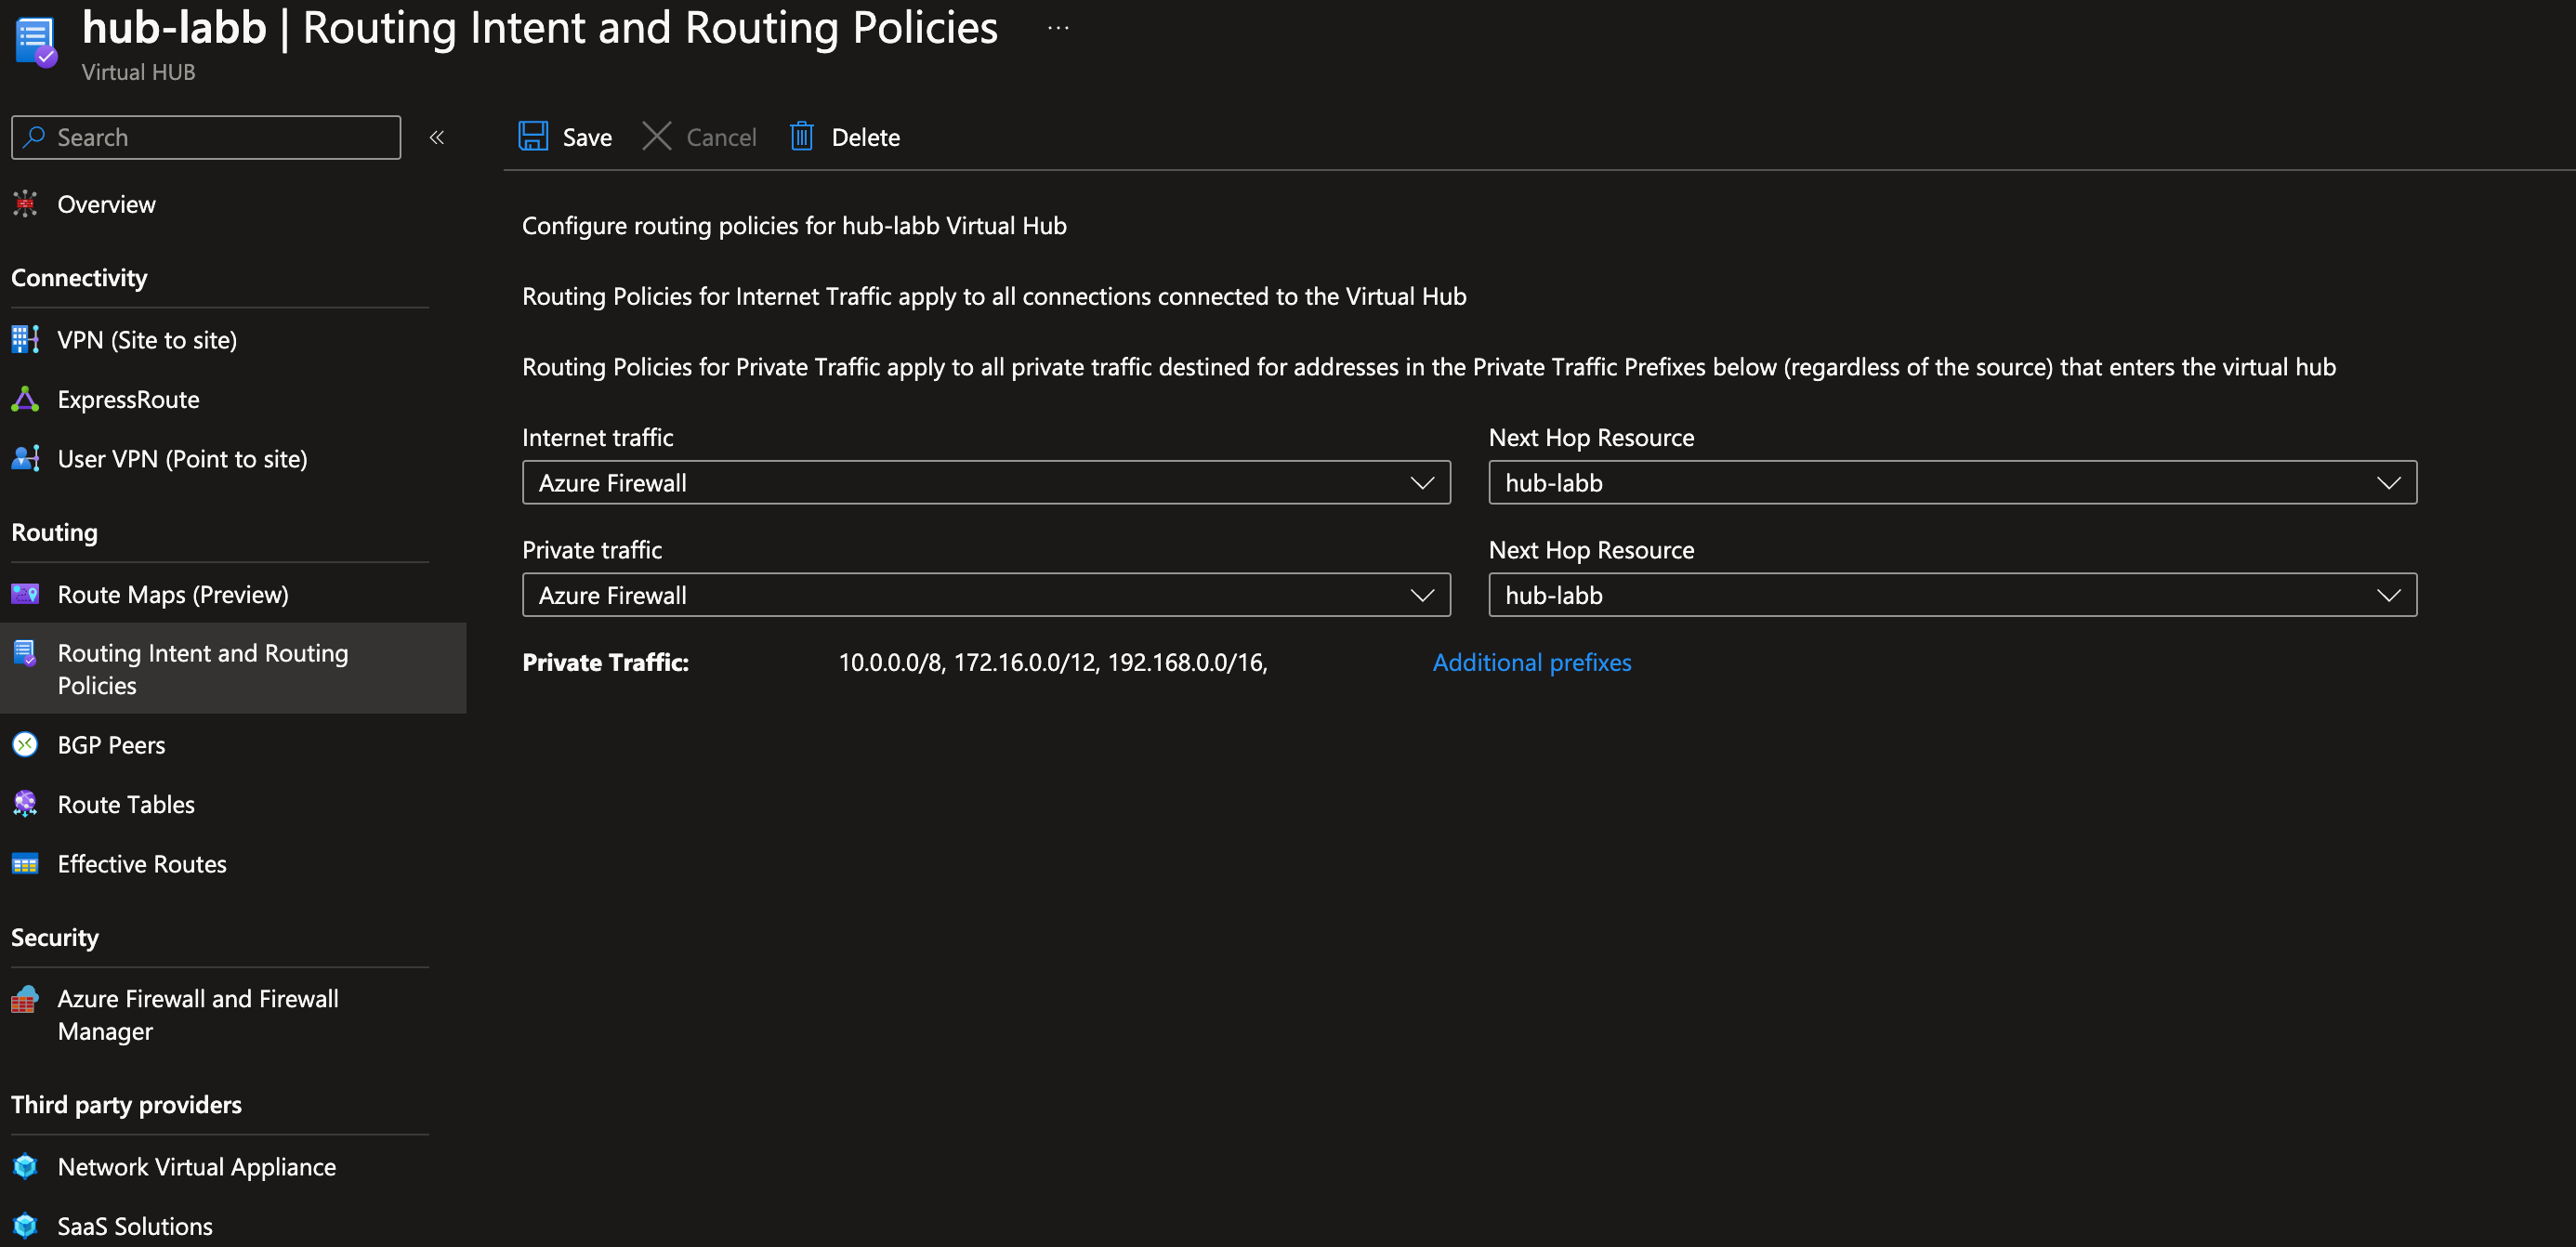 hub-labb | Routing Intent and Routing Policies ...
Virtual HUB
Search
«
Save
Cancel
Delete
Overview
Connectivity
VPN (Site to site)
ExpressRoute
User VPN (Point to site)
Routing
Route Maps (Preview)
Routing Intent and Routing
Policies
BGP Peers
Route Tables
Effective Routes
Security
Azure Firewall and Firewall
Manager
Third party providers
Network Virtual Appliance
SaaS Solutions
Configure routing policies for hub-labb Virtual Hub
Routing Policies for Internet Traffic apply to all connections connected to the Virtual Hub
Routing Policies for Private Traffic apply to all private traffic destined for addresses in the Private Traffic Prefixes below (regardless of the source) that enters the virtual hub
Internet traffic
Azure Firewall
Next Hop Resource
hub-labb
Private traffic
Azure Firewall
Next Hop Resource
hub-labb
Private Traffic: 10.0.0.0/8, 172.16.0.0/12, 192.168.0.0/16, Additional prefixes